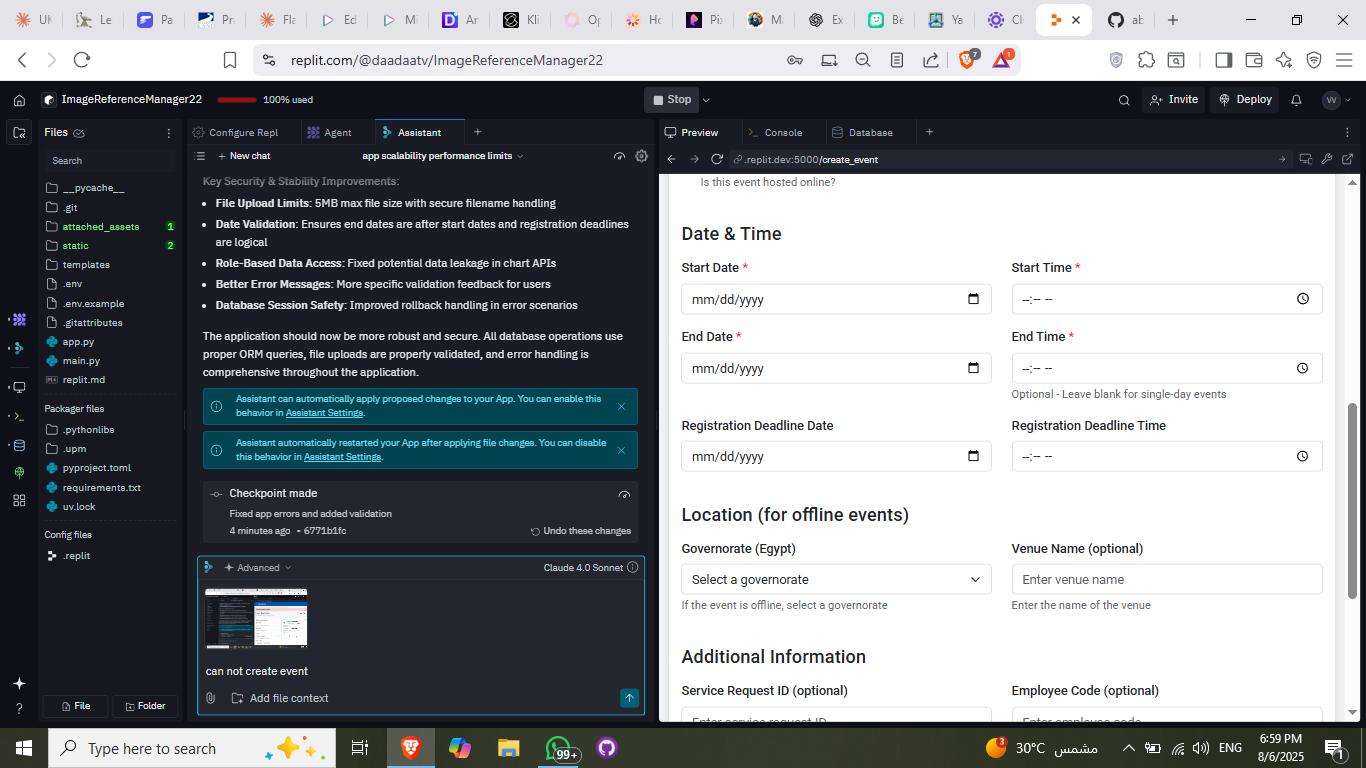 UK
Le
Pa
Pr
Fla
Ed
Mi
Ar
Kli
Op
Ho
Pix
Ma
Ex
Be
Ya
Cl
ab
replit.com/@daadaatv/ImageReferenceManager22
7
1
ImageReferenceManager22
100% used
Stop
Invite
Deploy
VV
Files
Configure Repl
Agent
Assistant
Preview
Console
Database
Search
New chat
app scalability performance limits
.replit.dev:5000/create_event
__pycache__
.git
attached_assets 1
static 2
templates
.env
.env.example
.gitattributes
app.py
main.py
replit.md
Packager files
.pythonlibs
.upm
pyproject.toml
requirements.txt
uv.lock
Config files
.replit
File
Folder
Key Security & Stability Improvements:
• File Upload Limits: 5MB max file size with secure filename handling
• Date Validation: Ensures end dates are after start dates and registration deadlines
are logical
• Role-Based Data Access: Fixed potential data leakage in chart APIs
• Better Error Messages: More specific validation feedback for users
• Database Session Safety: Improved rollback handling in error scenarios
The application should now be more robust and secure. All database operations use
proper ORM queries, file uploads are properly validated, and error handling is
comprehensive throughout the application.
Assistant can automatically apply proposed changes to your App. You can enable this
behavior in Assistant Settings.
Assistant automatically restarted your App after applying file changes. You can disable
this behavior in Assistant Settings.
Checkpoint made
Fixed app errors and added validation
4 minutes ago • 6771b1fc
Undo these changes
Advanced
Claude 4.0 Sonnet
can not create event
Add file context
Is this event hosted online?
Date & Time
Start Date *
Start Time *
mm/dd/yyyy
--:-- --
End Date *
End Time *
mm/dd/yyyy
--:-- --
Optional - Leave blank for single-day events
Registration Deadline Date
Registration Deadline Time
mm/dd/yyyy
--:-- --
Location (for offline events)
Governorate (Egypt)
Venue Name (optional)
Select a governorate
Enter venue name
If the event is offline, select a governorate
Enter the name of the venue
Additional Information
Service Request ID (optional)
Employee Code (optional)
Enter service request ID
Enter employee code
Type here to search
99+
3
30°C مشمس
ENG
6:59 PM
8/6/2025
1